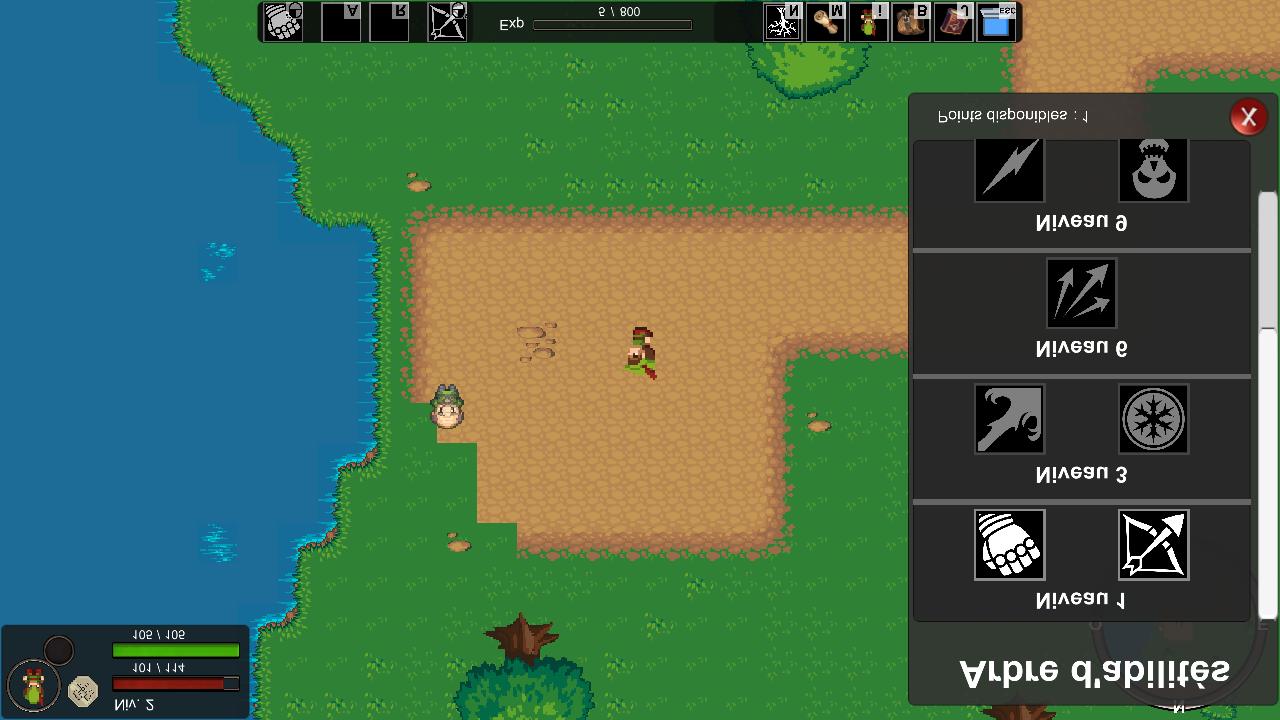 Niv. 2
101 / 114
105 / 105
N
Arbre d'abilités
Niveau 1
Niveau 3
Niveau 6
Niveau 9
Points disponibles : 1
X
A
R
Exp
5 / 800
N
M
I
B
J
ESC